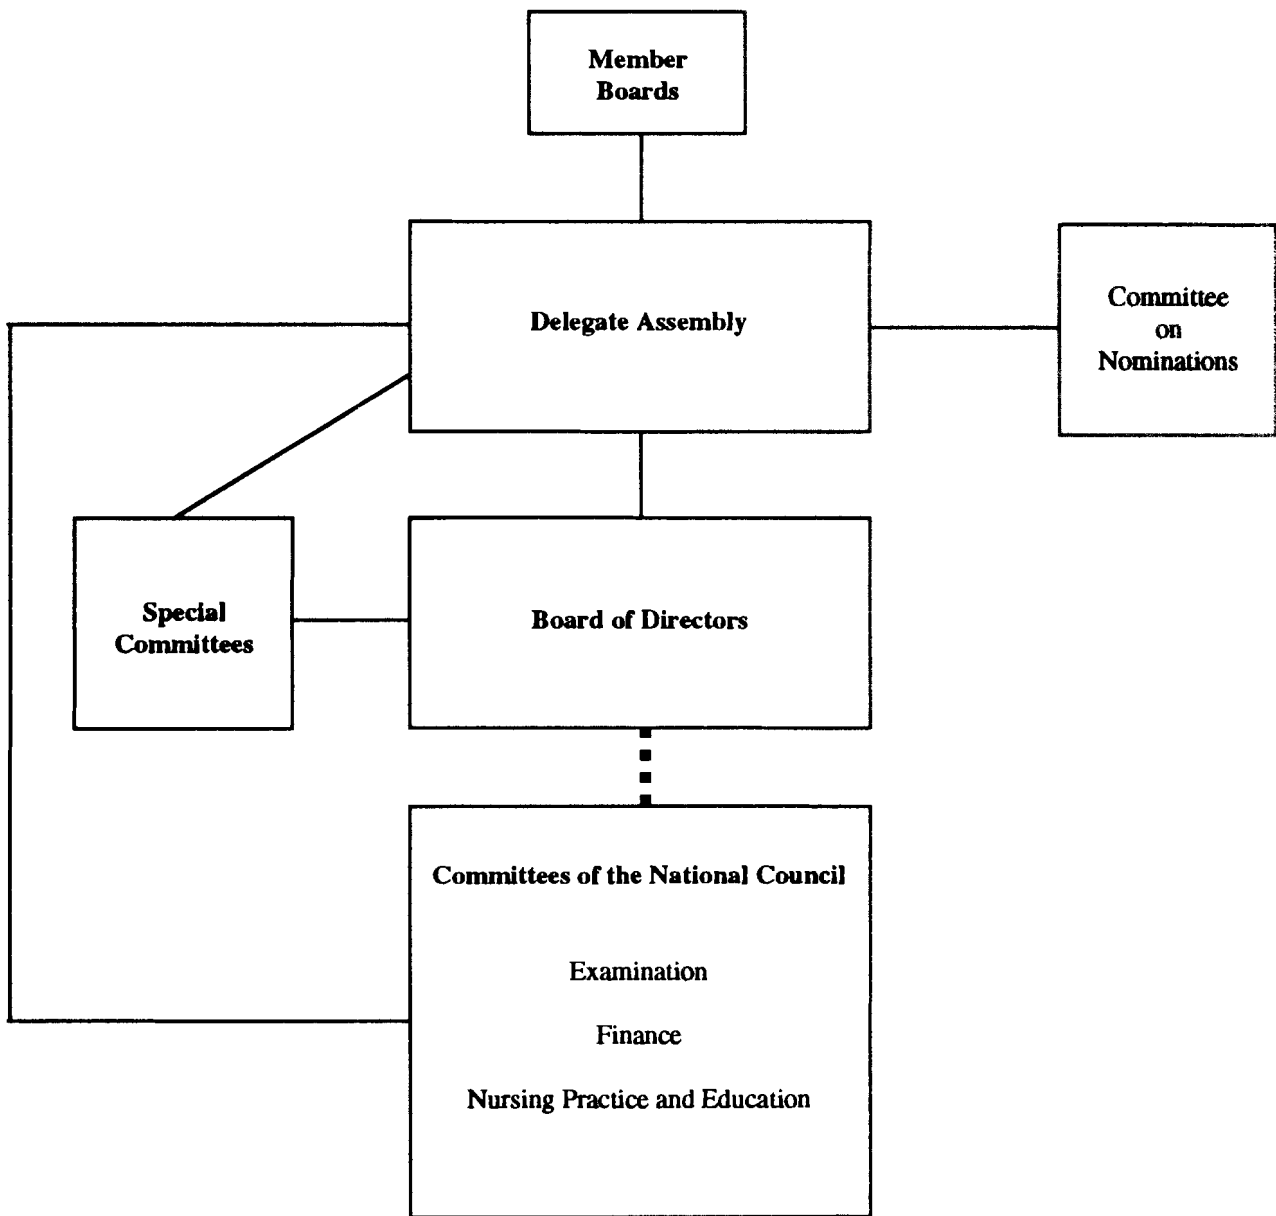 Member
Boards
Delegate Assembly
Committee
on
Nominations
Special
Committees
Board of Directors
Committees of the National Council
Examination
Finance
Nursing Practice and Education